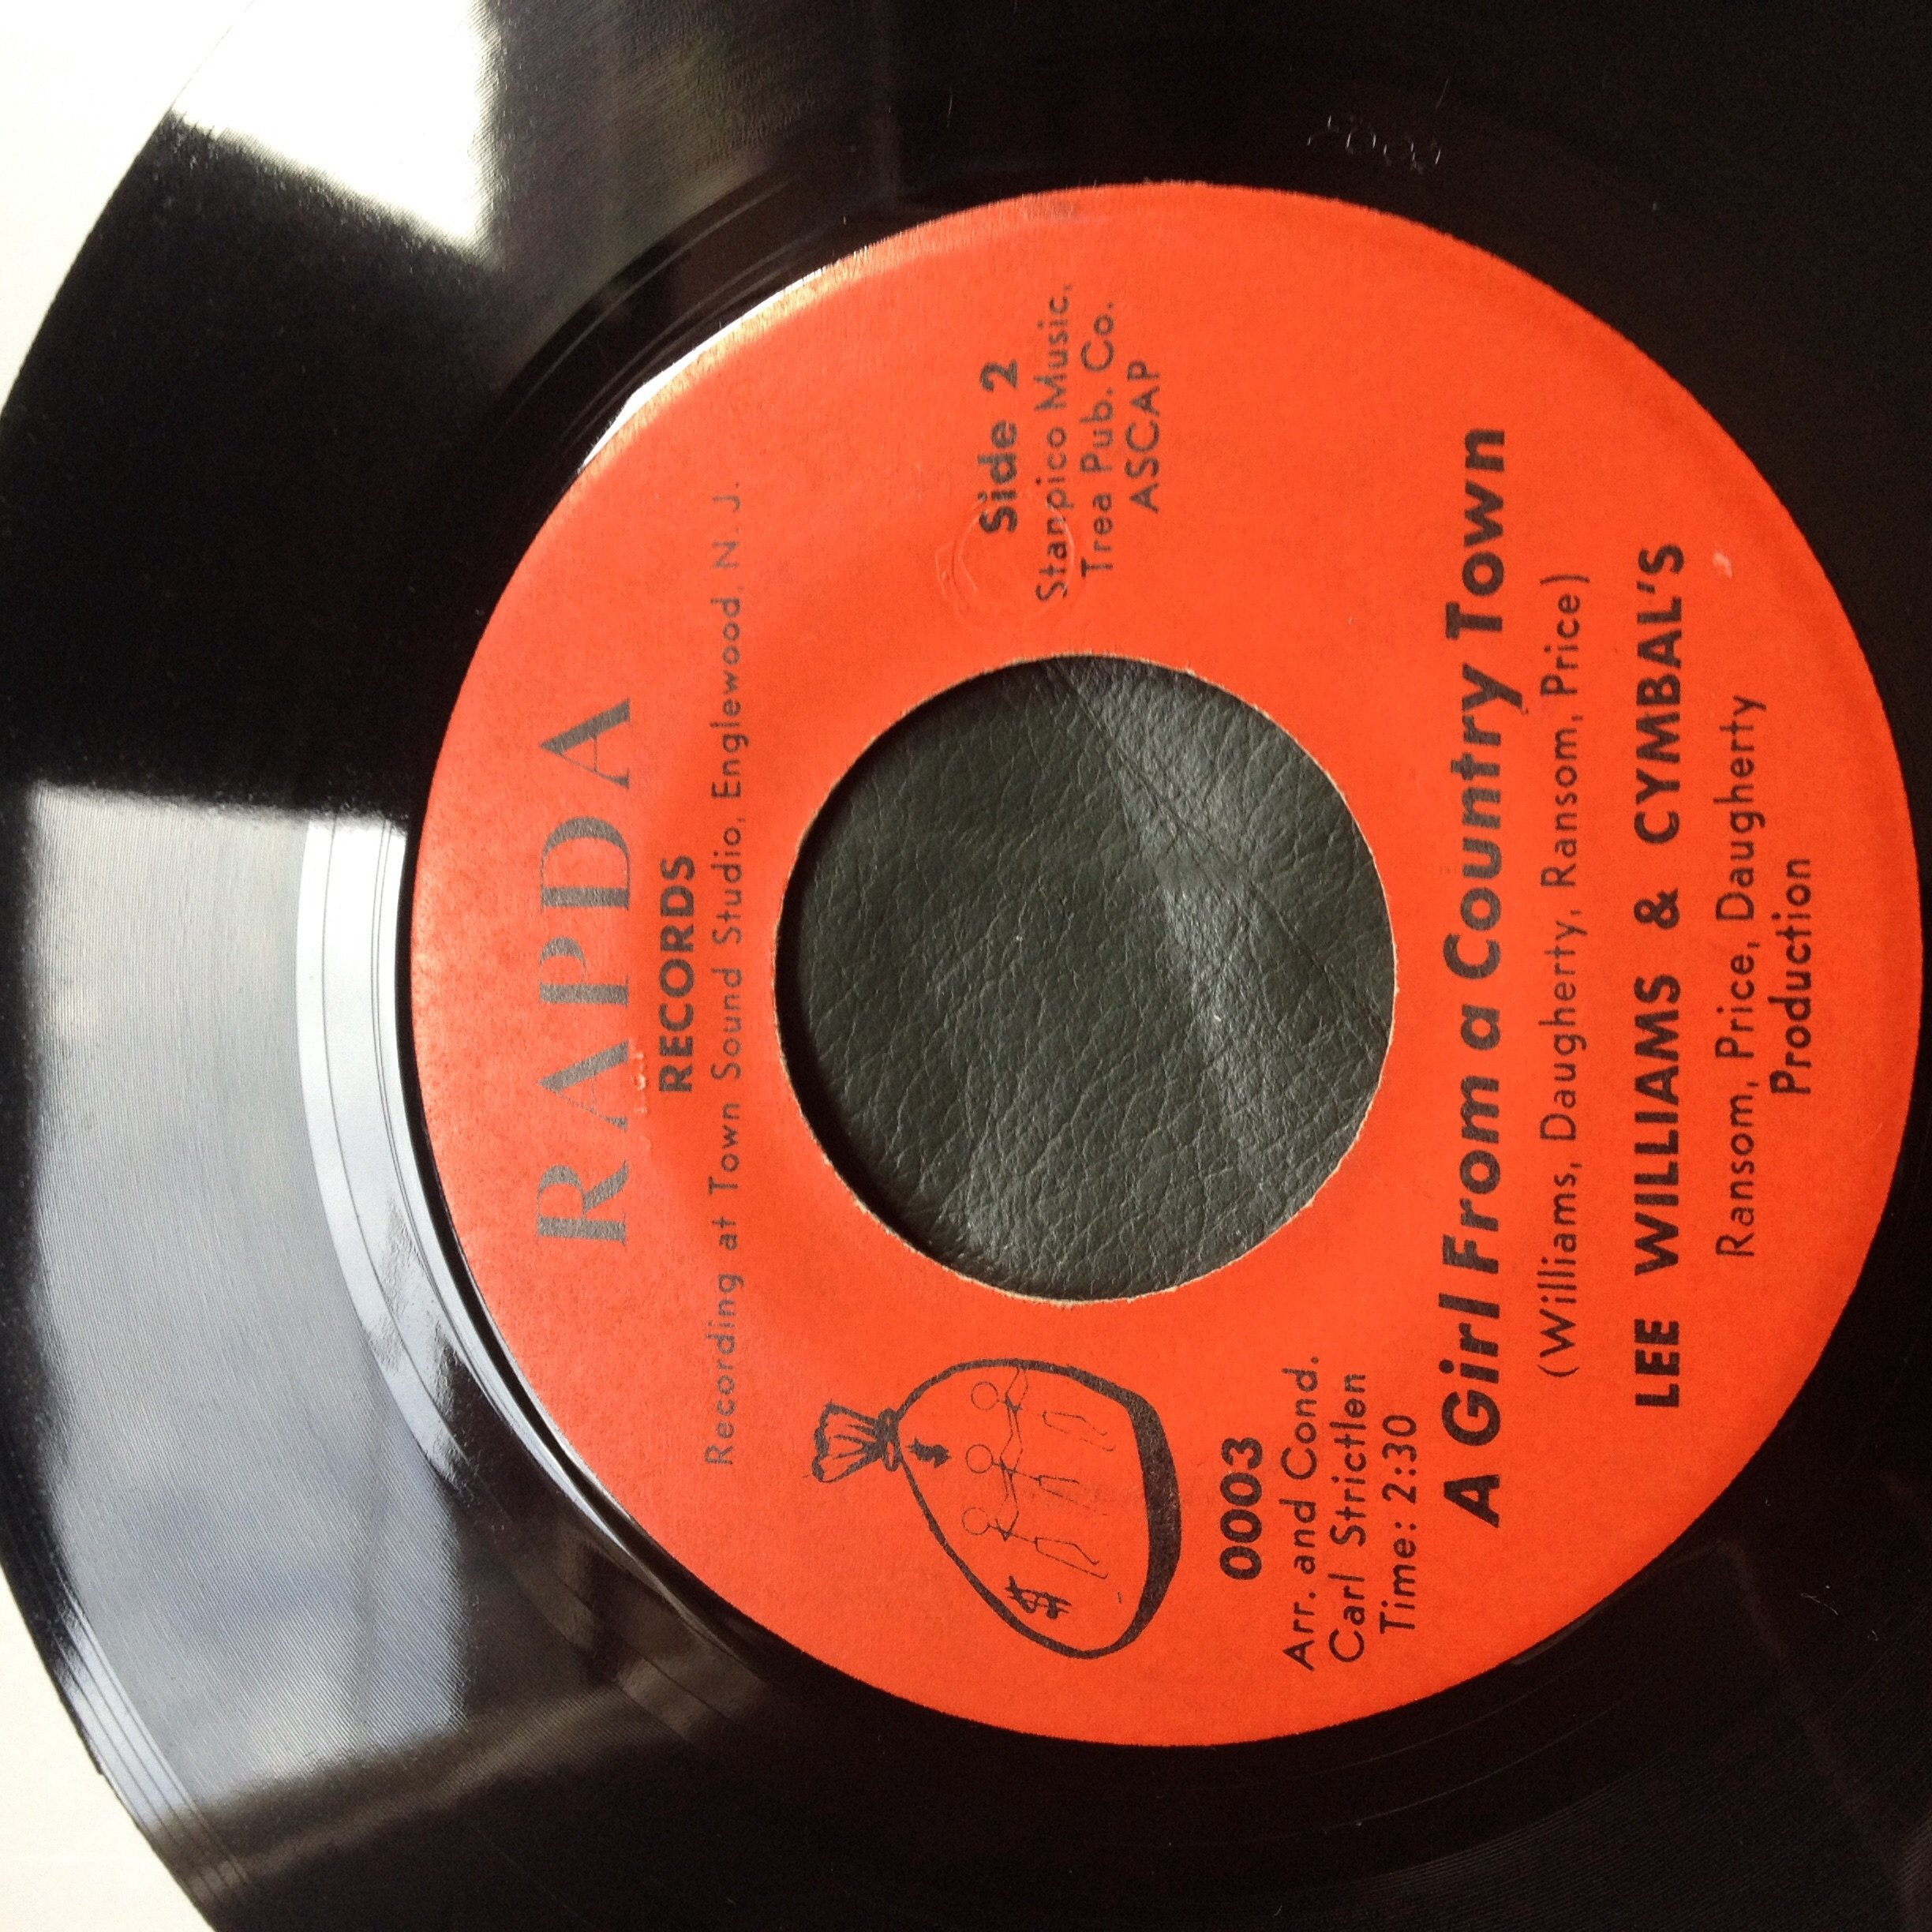 RAPDA
RECORDS
Recording at Town Sound Studio, Englewood, N. J.
$
$
0003
Arr. and Cond.
Carl Strictlen
Time: 2:30
Side 2
Stanpico Music,
Trea Pub. Co.
ASCAP
A Girl From a Country Town
(Williams, Daugherty, Ransom, Price)
LEE WILLIAMS & CYMBAL'S
Ransom, Price, Daugherty
Production